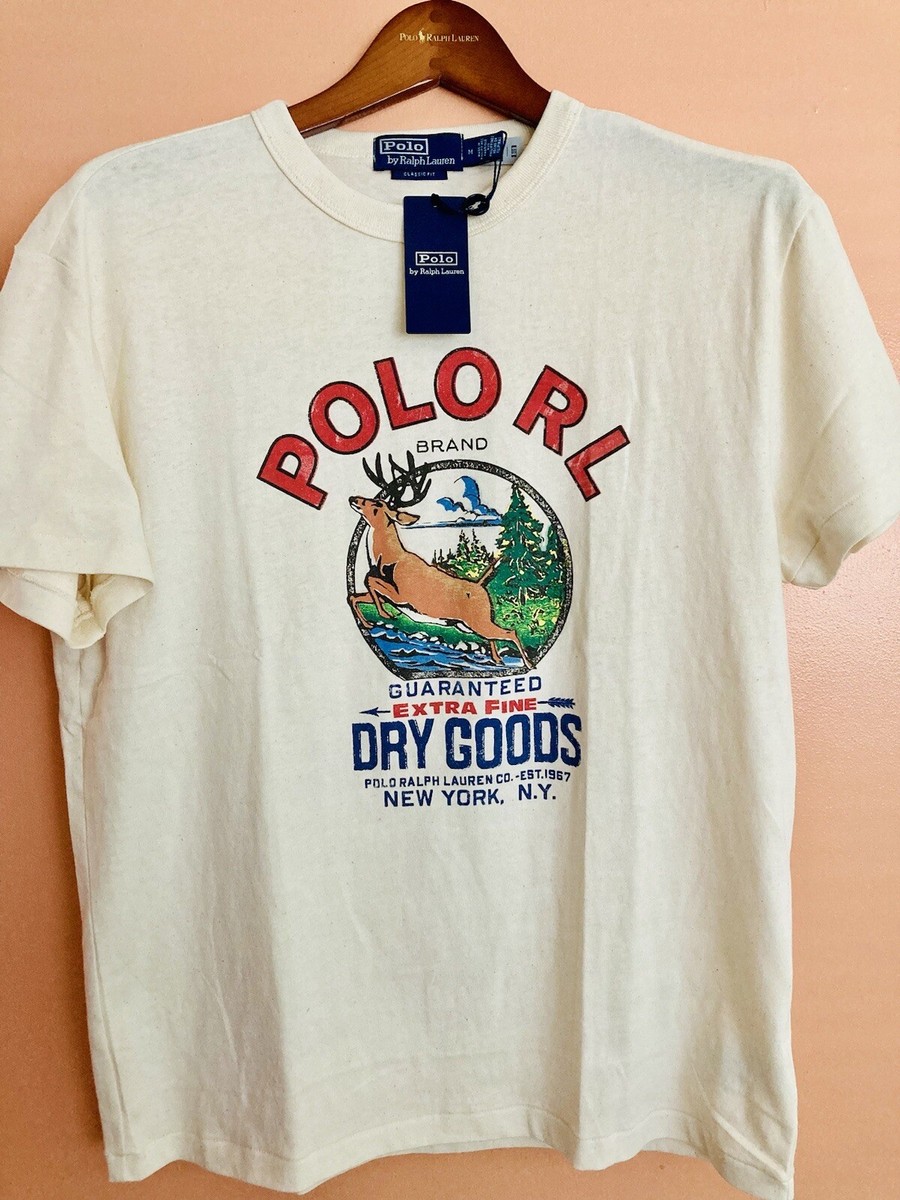 POLO RALPH LAUREN
Polo
by Ralph Lauren
CLASSIC FIT
M
Polo
by Ralph Lauren
POLO RL
BRAND
GUARANTEED
EXTRA FINE
DRY GOODS
POLO RALPH LAUREN CO.-EST.1967
NEW YORK, N.Y.